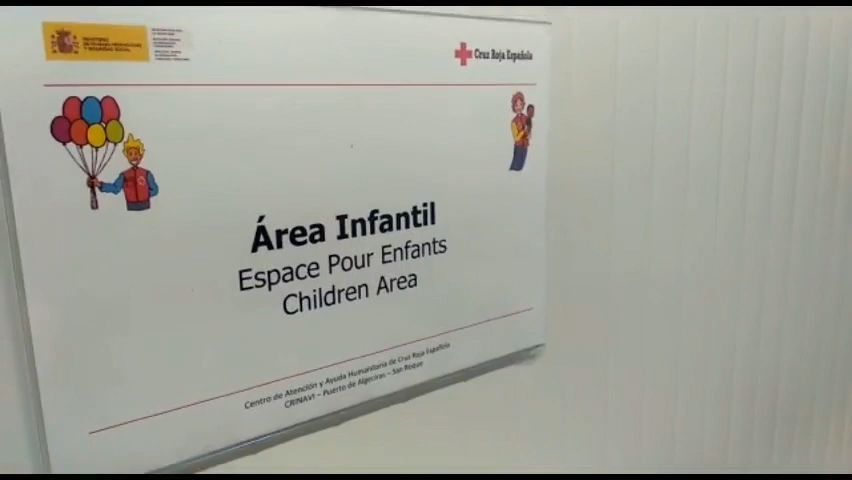 Cruz Roja Española
Área Infantil
Espace Pour Enfants
Children Area
Centro de Atención y Ayuda Humanitaria de Cruz Roja Española
CRINAVI – Puerto de Algeciras – San Roque